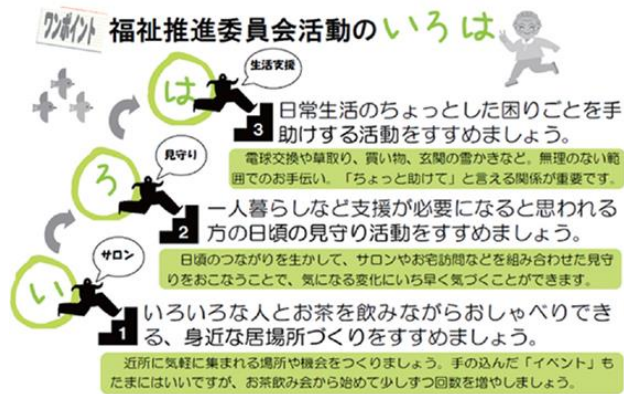 ワンポイント 福祉推進委員会活動の いろは
は
生活支援
3 日常生活のちょっとした困りごとを手
助けする活動をすすめましょう。
電球交換や草取り、買い物、玄関の雪かきなど。無理のない範
囲でのお手伝い。「ちょっと助けて」と言える関係が重要です。
ろ
見守り
2 一人暮らしなど支援が必要になると思われる
方の日頃の見守り活動をすすめましょう。
日頃のつながりを生かして、サロンやお宅訪問などを組み合わせた見守
りをおこなうことで、気になる変化にいち早く気づくことができます。
い
サロン
1 いろいろな人とお茶を飲みながらおしゃべりでき
る、身近な居場所づくりをすすめましょう。
近所に気軽に集まれる場所や機会をつくりましょう。手の込んだ「イベント」も
たまにはいいですが、お茶飲み会から始めて少しずつ回数を増やしましょう。